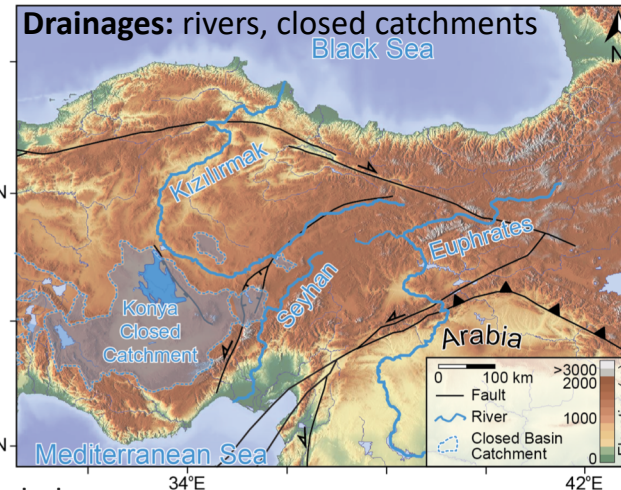 Drainages: rivers, closed catchments
Black Sea
N
Kızılırmak
N
Euphrates
Seyhan
Konya
Closed
Catchment
Arabia
0 100 km
Fault
River
Closed Basin
Catchment
>3000
2000
1000
0
N
Mediterranean Sea
34°E
42°E